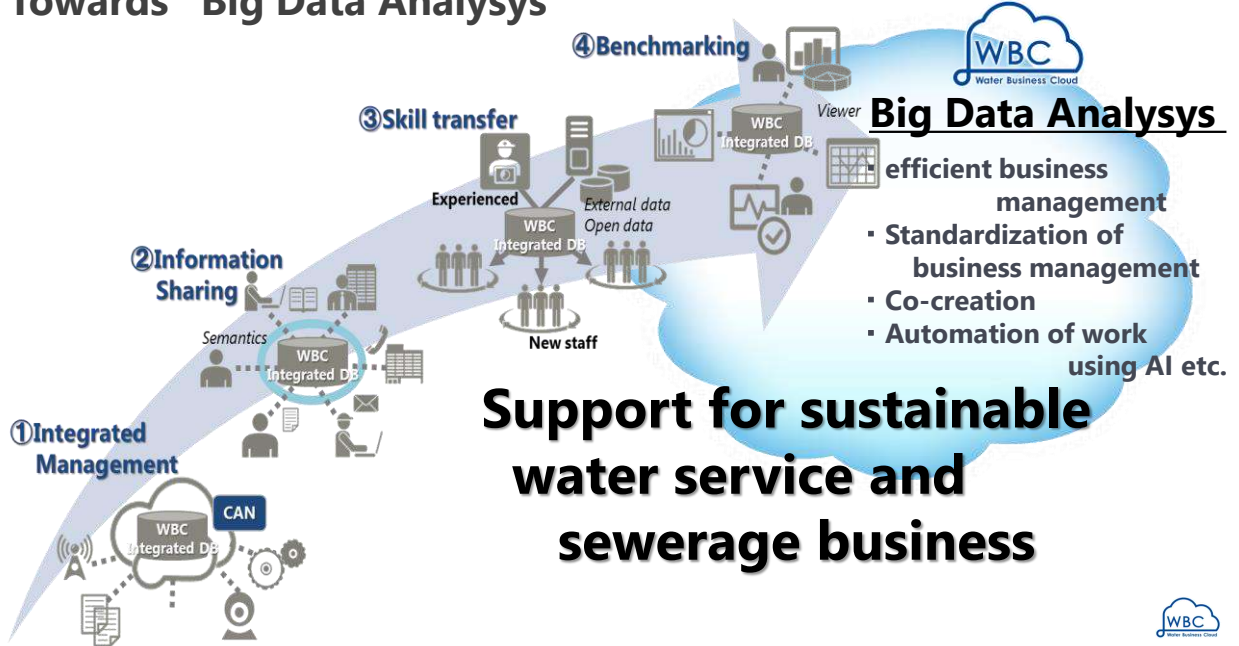 Towards "Big Data Analysys"
④Benchmarking
WBC
Water Business Cloud
Viewer
Big Data Analysys
WBC
Integrated DB
③Skill transfer
Experienced
External data
Open data
WBC
Integrated DB
New staff
・efficient business
management
・Standardization of
business management
・Co-creation
・Automation of work
using AI etc.
②Information
Sharing
Semantics
WBC
Integrated DB
Support for sustainable
water service and
sewerage business
①Integrated
Management
CAN
WBC
Integrated DB
WBC
Water Business Cloud